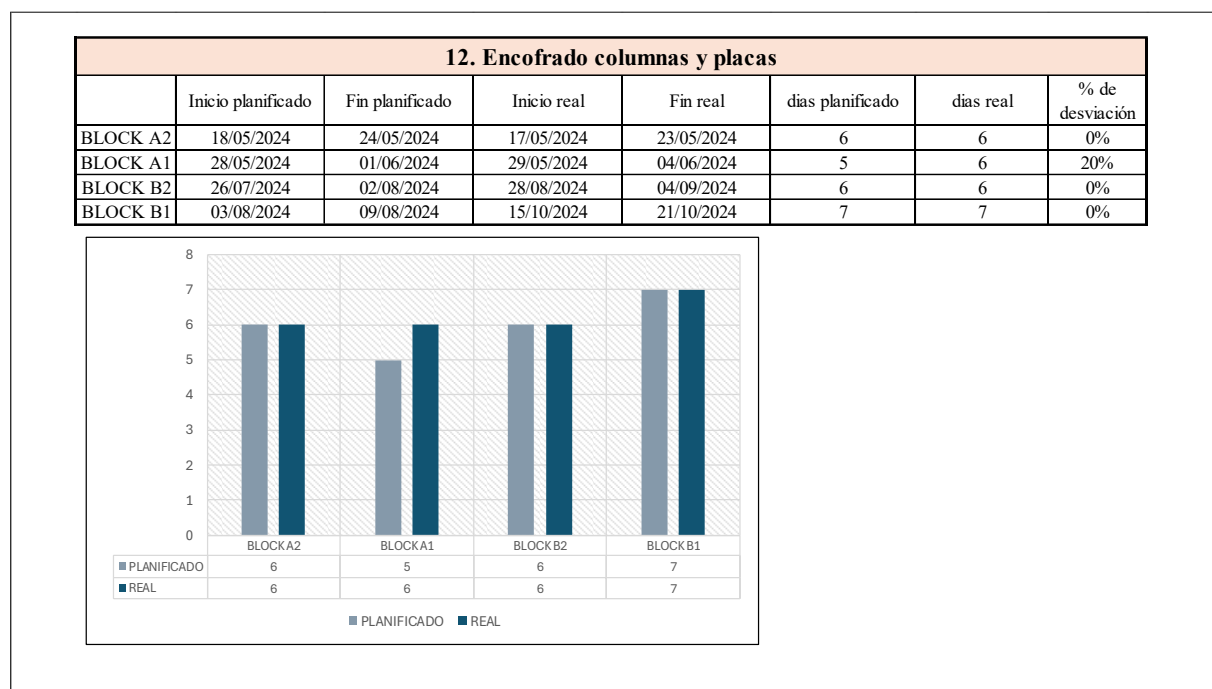 12. Encofrado columnas y placas
Inicio planificado Fin planificado Inicio real Fin real dias planificado dias real % de desviación
BLOCK A2 18/05/2024 24/05/2024 17/05/2024 23/05/2024 6 6 0%
BLOCK A1 28/05/2024 01/06/2024 29/05/2024 04/06/2024 5 6 20%
BLOCK B2 26/07/2024 02/08/2024 28/08/2024 04/09/2024 6 6 0%
BLOCK B1 03/08/2024 09/08/2024 15/10/2024 21/10/2024 7 7 0%
8
7
6
5
4
3
2
1
0
BLOCK A2 BLOCK A1 BLOCK B2 BLOCK B1
PLANIFICADO 6 5 6 7
REAL 6 6 6 7
PLANIFICADO REAL